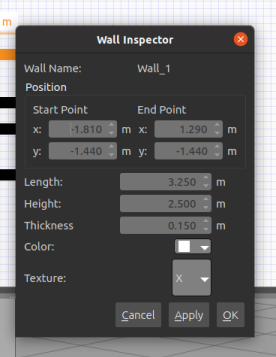 m
Wall Inspector
Wall Name: Wall_1
Position
Start Point End Point
x: -1.810 m x: 1.290 m
y: -1.440 m y: -1.440 m
Length: 3.250 m
Height: 2.500 m
Thickness 0.150 m
Color:
Texture: X
Cancel Apply OK